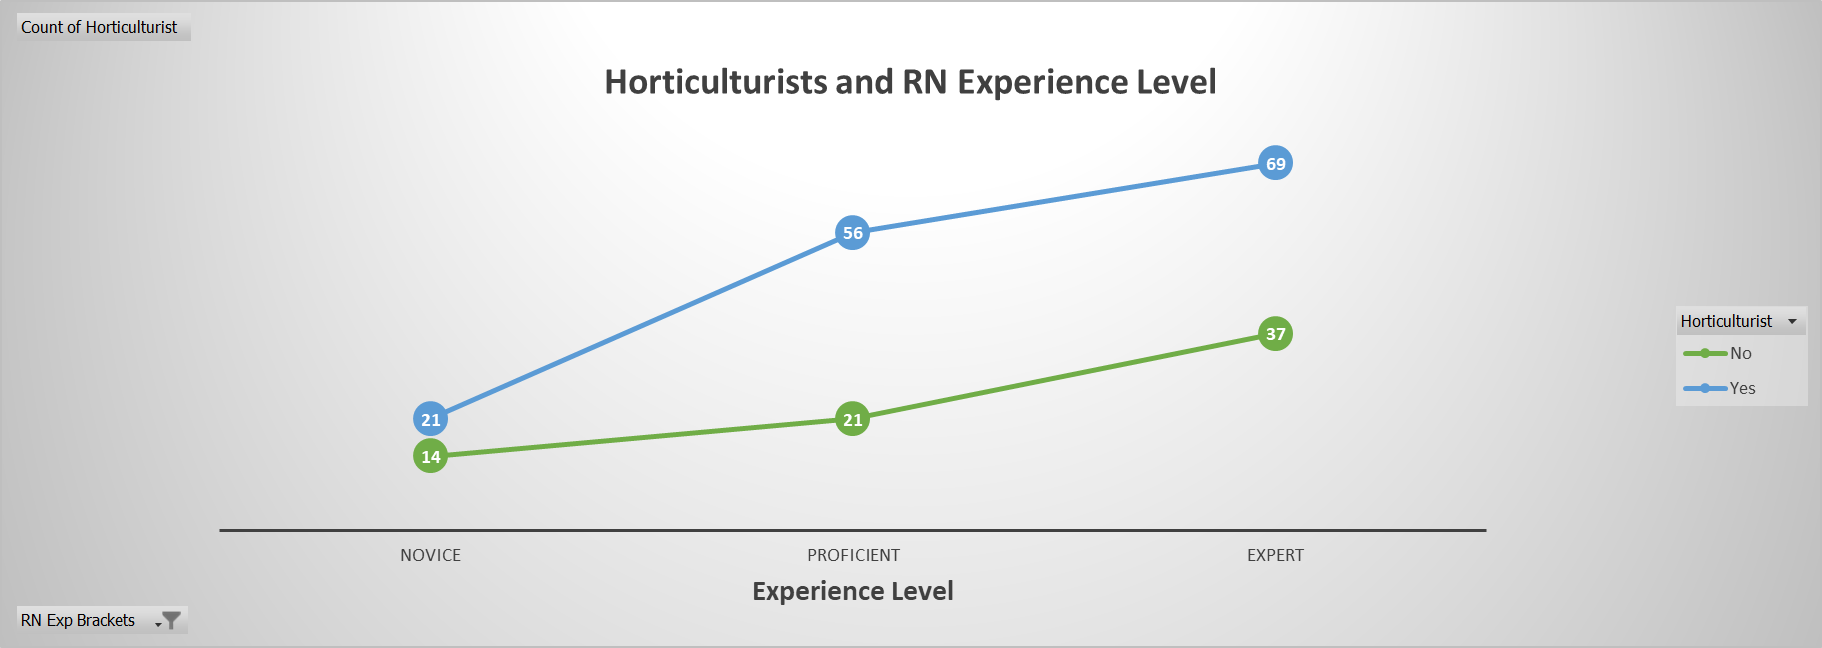 Count of Horticulturist
Horticulturists and RN Experience Level
69
56
37
21
21
14
Horticulturist
No
Yes
NOVICE PROFICIENT EXPERT
Experience Level
RN Exp Brackets